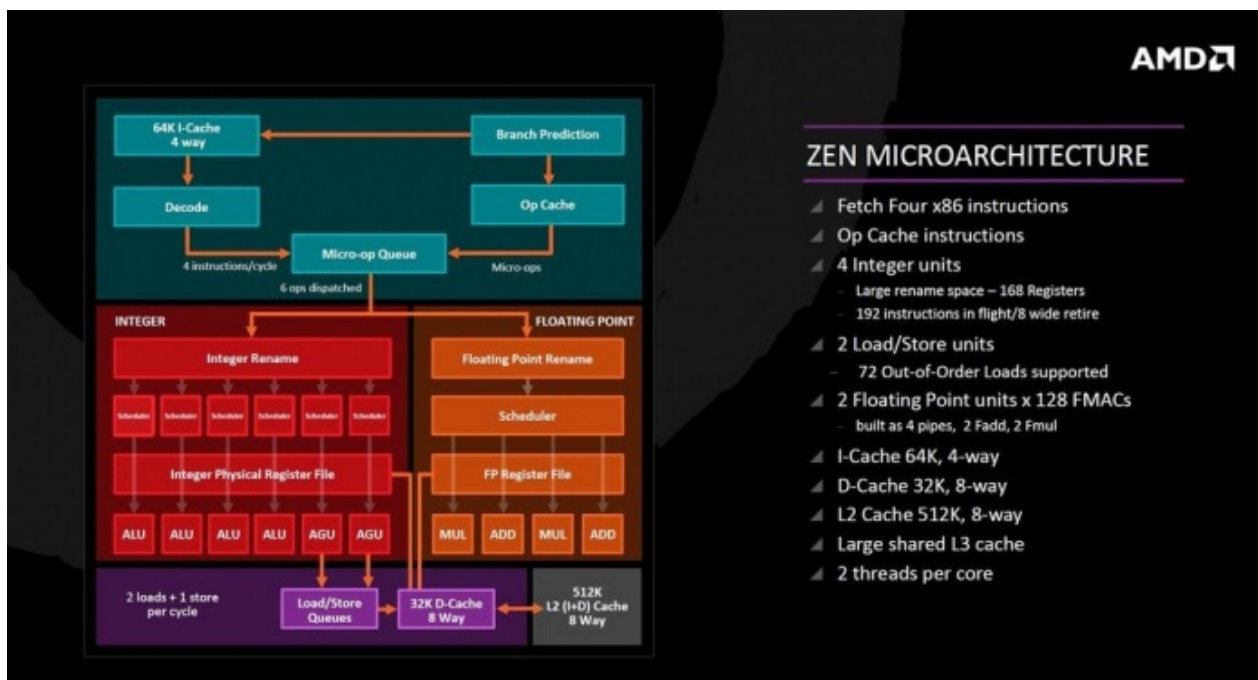 AMD
64K I-Cache
4 way
Branch Prediction
Decode
Op Cache
Micro-op Queue
4 instructions/cycle
Micro-ops
6 ops dispatched
INTEGER
FLOATING POINT
Integer Rename
Floating Point Rename
Scheduler
Scheduler
Scheduler
Scheduler
Scheduler
Scheduler
Scheduler
Integer Physical Register File
FP Register File
ALU
ALU
ALU
ALU
AGU
AGU
MUL
ADD
MUL
ADD
2 loads + 1 store
per cycle
Load/Store
Queues
32K D-Cache
8 Way
512K
L2 (I+D) Cache
8 Way
ZEN MICROARCHITECTURE
Fetch Four x86 instructions
Op Cache instructions
4 Integer units
– Large rename space – 168 Registers
– 192 instructions in flight/8 wide retire
2 Load/Store units
– 72 Out-of-Order Loads supported
2 Floating Point units x 128 FMACs
– built as 4 pipes, 2 Fadd, 2 Fmul
I-Cache 64K, 4-way
D-Cache 32K, 8-way
L2 Cache 512K, 8-way
Large shared L3 cache
2 threads per core